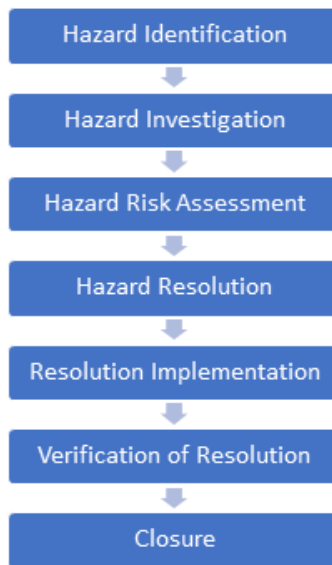 Hazard Identification
Hazard Investigation
Hazard Risk Assessment
Hazard Resolution
Resolution Implementation
Verification of Resolution
Closure